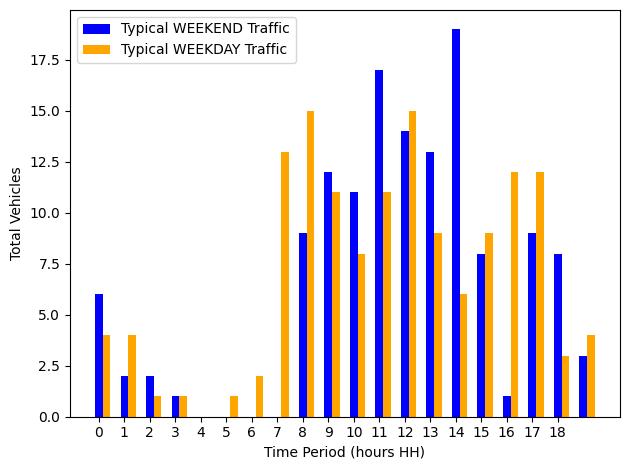 Typical WEEKEND Traffic
Typical WEEKDAY Traffic
Total Vehicles
17.5
15.0
12.5
10.0
7.5
5.0
2.5
0.0
0 1 2 3 4 5 6 7 8 9 10 11 12 13 14 15 16 17 18
Time Period (hours HH)